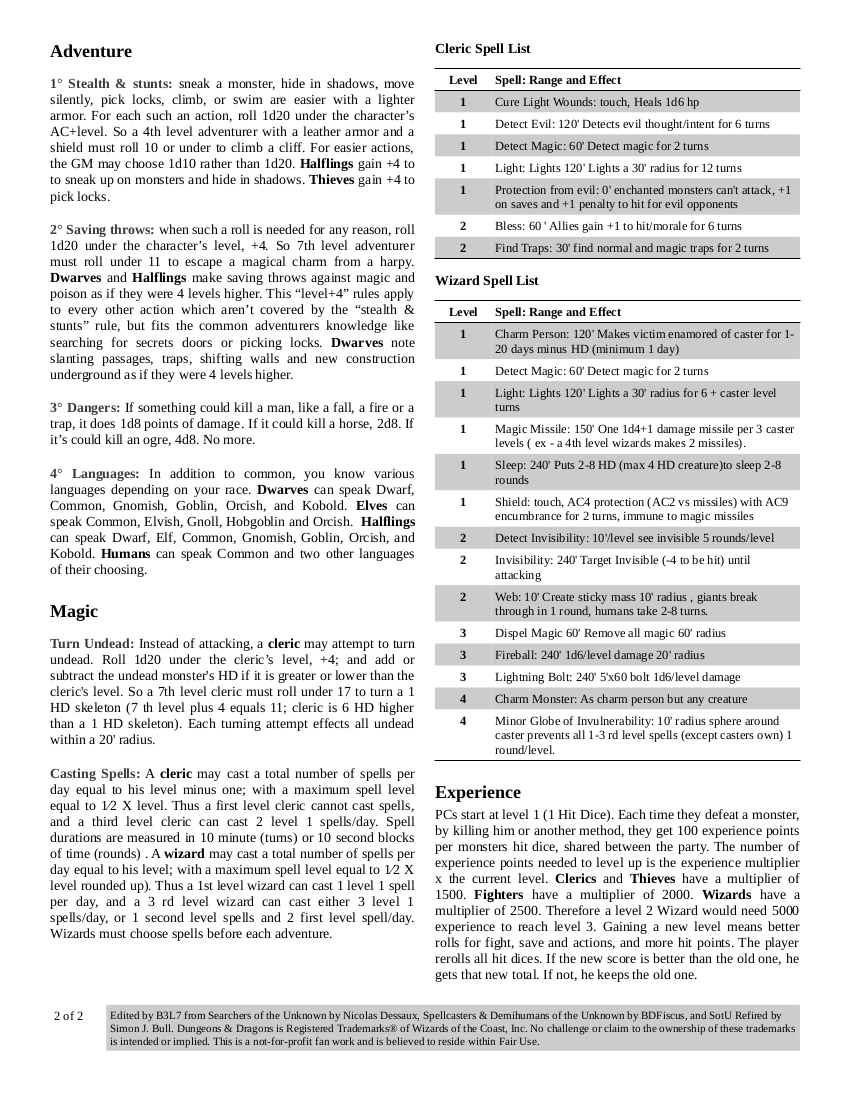 Adventure
1° Stealth & stunts: sneak a monster, hide in shadows, move
silently, pick locks, climb, or swim are easier with a lighter
armor. For each such an action, roll 1d20 under the character's
AC+level. So a 4th level adventurer with a leather armor and a
shield must roll 10 or under to climb a cliff. For easier actions,
the GM may choose 1d10 rather than 1d20. Halflings gain +4 to
to sneak up on monsters and hide in shadows. Thieves gain +4 to
pick locks.
2° Saving throws: when such a roll is needed for any reason, roll
1d20 under the character's level, +4. So 7th level adventurer
must roll under 11 to escape a magical charm from a harpy.
Dwarves and Halflings make saving throws against magic and
poison as if they were 4 levels higher. This “level+4” rules apply
to every other action which aren’t covered by the “stealth &
stunts” rule, but fits the common adventurers knowledge like
searching for secrets doors or picking locks. Dwarves note
slanting passages, traps, shifting walls and new construction
underground as if they were 4 levels higher.
3° Dangers: If something could kill a man, like a fall, a fire or a
trap, it does 1d8 points of damage. If it could kill a horse, 2d8. If
it’s could kill an ogre, 4d8. No more.
4° Languages: In addition to common, you know various
languages depending on your race. Dwarves can speak Dwarf,
Common, Gnomish, Goblin, Orcish, and Kobold. Elves can
speak Common, Elvish, Gnoll, Hobgoblin and Orcish. Halflings
can speak Dwarf, Elf, Common, Gnomish, Goblin, Orcish, and
Kobold. Humans can speak Common and two other languages
of their choosing.
Magic
Turn Undead: Instead of attacking, a cleric may attempt to turn
undead. Roll 1d20 under the cleric’s level, +4; and add or
subtract the undead monster's HD if it is greater or lower than the
cleric's level. So a 7th level cleric must roll under 17 to turn a 1
HD skeleton (7 th level plus 4 equals 11; cleric is 6 HD higher
than a 1 HD skeleton). Each turning attempt effects all undead
within a 20' radius.
Casting Spells: A cleric may cast a total number of spells per
day equal to his level minus one; with a maximum spell level
equal to 1⁄2 X level. Thus a first level cleric cannot cast spells,
and a third level cleric can cast 2 level 1 spells/day. Spell
durations are measured in 10 minute (turns) or 10 second blocks
of time (rounds) . A wizard may cast a total number of spells per
day equal to his level; with a maximum spell level equal to 1⁄2 X
level rounded up). Thus a 1st level wizard can cast 1 level 1 spell
per day, and a 3 rd level wizard can cast either 3 level 1
spells/day, or 1 second level spells and 2 first level spell/day.
Wizards must choose spells before each adventure.
Cleric Spell List
Level Spell: Range and Effect
1 Cure Light Wounds: touch, Heals 1d6 hp
1 Detect Evil: 120' Detects evil thought/intent for 6 turns
1 Detect Magic: 60' Detect magic for 2 turns
1 Light: Lights 120' Lights a 30' radius for 12 turns
1 Protection from evil: 0' enchanted monsters can't attack, +1
on saves and +1 penalty to hit for evil opponents
2 Bless: 60 ' Allies gain +1 to hit/morale for 6 turns
2 Find Traps: 30' find normal and magic traps for 2 turns
Wizard Spell List
Level Spell: Range and Effect
1 Charm Person: 120' Makes victim enamored of caster for 1-
20 days minus HD (minimum 1 day)
1 Detect Magic: 60' Detect magic for 2 turns
1 Light: Lights 120' Lights a 30' radius for 6 + caster level
turns
1 Magic Missile: 150' One 1d4+1 damage missile per 3 caster
levels ( ex - a 4th level wizards makes 2 missiles).
1 Sleep: 240' Puts 2-8 HD (max 4 HD creature)to sleep 2-8
rounds
1 Shield: touch, AC4 protection (AC2 vs missiles) with AC9
encumbrance for 2 turns, immune to magic missiles
2 Detect Invisibility: 10'/level see invisible 5 rounds/level
2 Invisibility: 240' Target Invisible (-4 to be hit) until
attacking
2 Web: 10' Create sticky mass 10' radius , giants break
through in 1 round, humans take 2-8 turns.
3 Dispel Magic 60' Remove all magic 60' radius
3 Fireball: 240' 1d6/level damage 20' radius
3 Lightning Bolt: 240' 5'x60 bolt 1d6/level damage
4 Charm Monster: As charm person but any creature
4 Minor Globe of Invulnerability: 10' radius sphere around
caster prevents all 1-3 rd level spells (except casters own) 1
round/level.
Experience
PCs start at level 1 (1 Hit Dice). Each time they defeat a monster,
by killing him or another method, they get 100 experience points
per monsters hit dice, shared between the party. The number of
experience points needed to level up is the experience multiplier
x the current level. Clerics and Thieves have a multiplier of
1500. Fighters have a multiplier of 2000. Wizards have a
multiplier of 2500. Therefore a level 2 Wizard would need 5000
experience to reach level 3. Gaining a new level means better
rolls for fight, save and actions, and more hit points. The player
rerolls all hit dices. If the new score is better than the old one, he
gets that new total. If not, he keeps the old one.
2 of 2
Edited by B3L7 from Searchers of the Unknown by Nicolas Dessaux, Spellcasters & Demihumans of the Unknown by BDFiscus, and SotU Refired by
Simon J. Bull. Dungeons & Dragons is Registered Trademarks® of Wizards of the Coast, Inc. No challenge or claim to the ownership of these trademarks
is intended or implied. This is a not-for-profit fan work and is believed to reside within Fair Use.